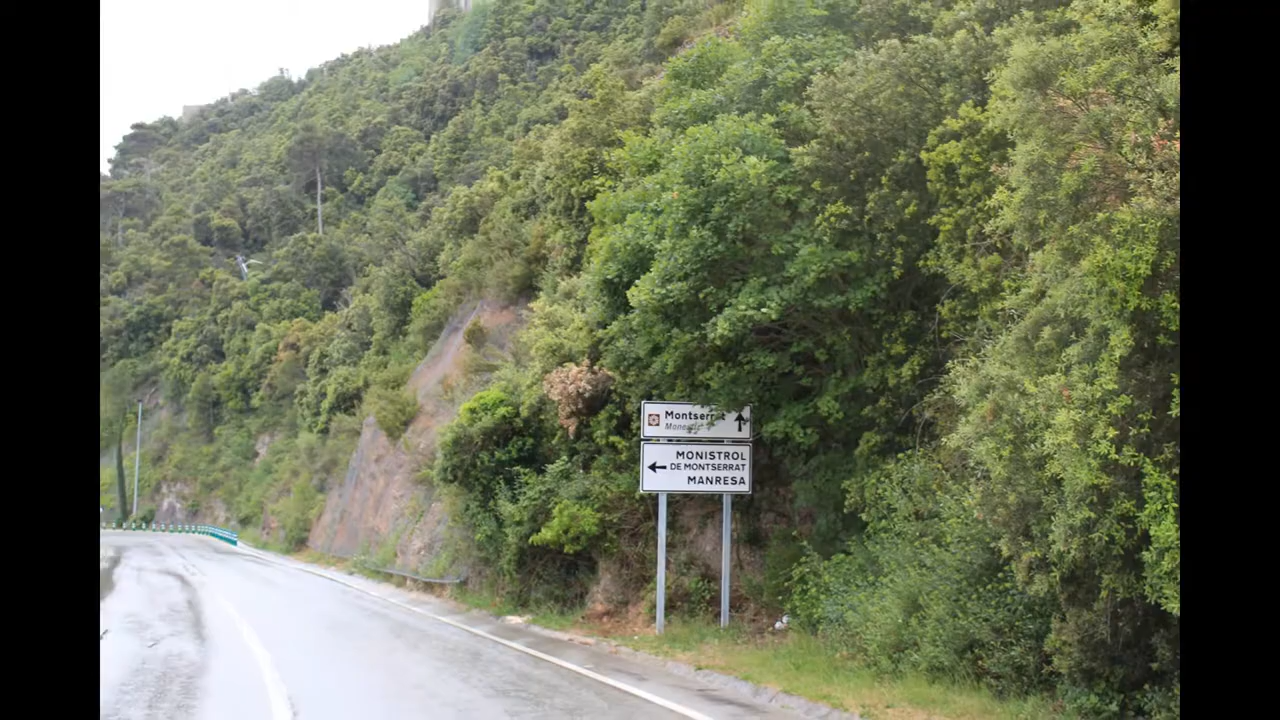 Montserrat
MONISTROL
DE MONTSERRAT
MANRESA